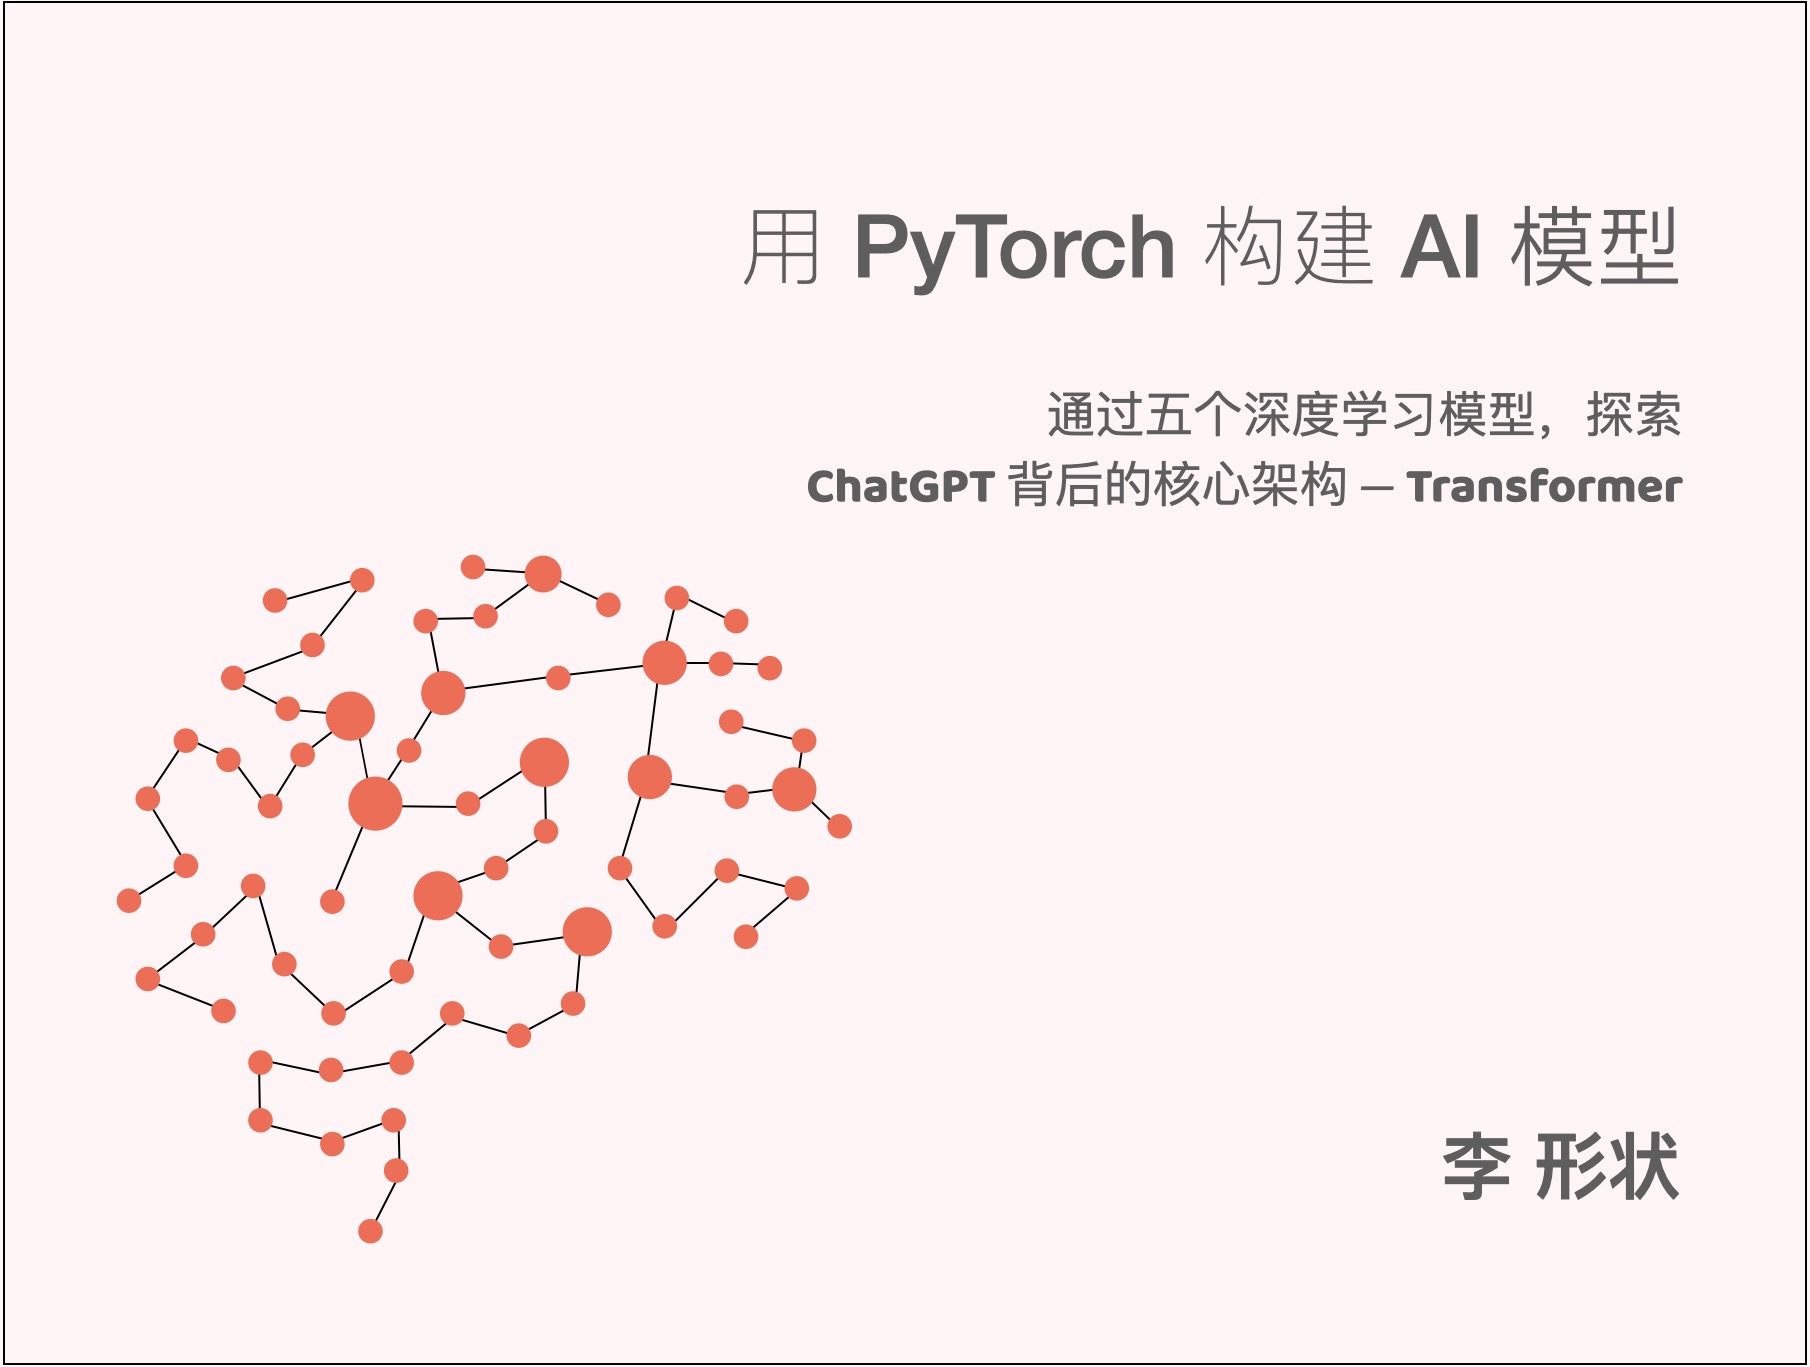 用 PyTorch 构建 AI 模型
通过五个深度学习模型，探索
ChatGPT 背后的核心架构 — Transformer
李 形状